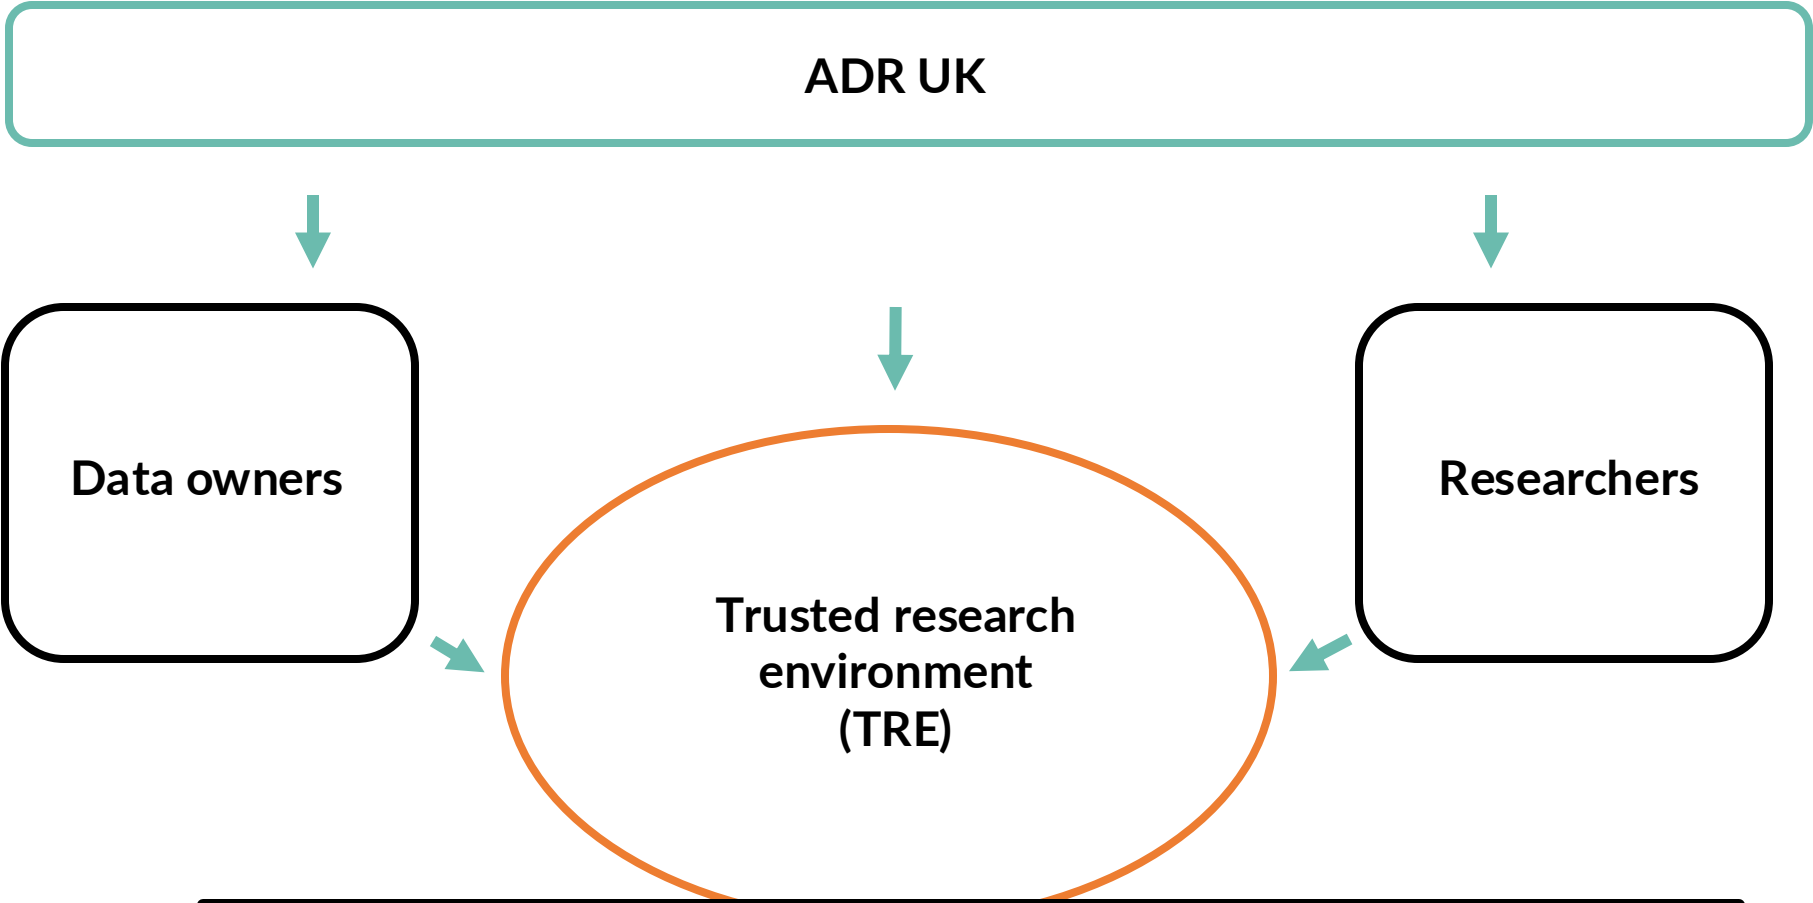 ADR UK
Data owners
Researchers
Trusted research
environment
(TRE)